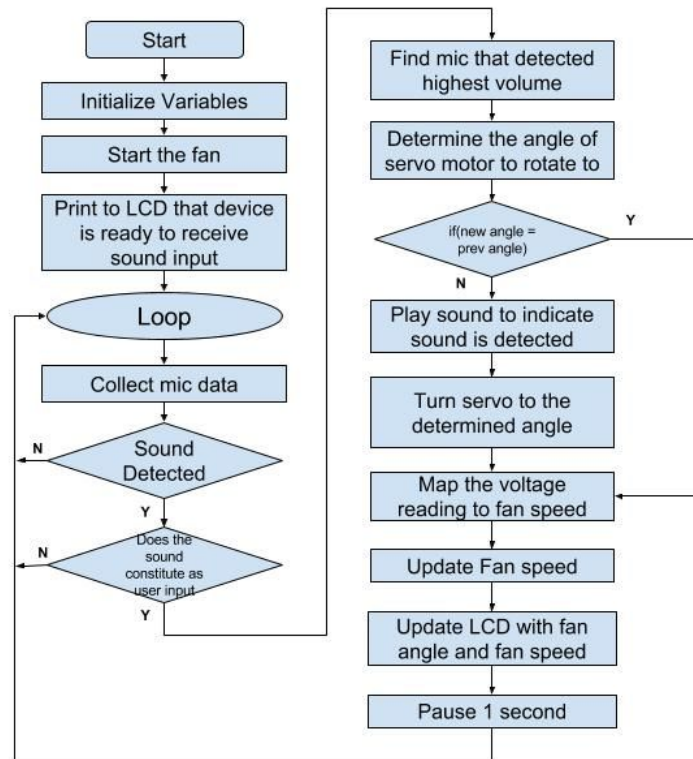 Start
Initialize Variables
Start the fan
Print to LCD that device
is ready to receive
sound input
Loop
Collect mic data
N
Sound
Detected
Y
N
Does the
sound
constitute as
user input
Y
Find mic that detected
highest volume
Determine the angle of
servo motor to rotate to
Y
if(new angle =
prev angle)
N
Play sound to indicate
sound is detected
Turn servo to the
determined angle
Map the voltage
reading to fan speed
Update Fan speed
Update LCD with fan
angle and fan speed
Pause 1 second